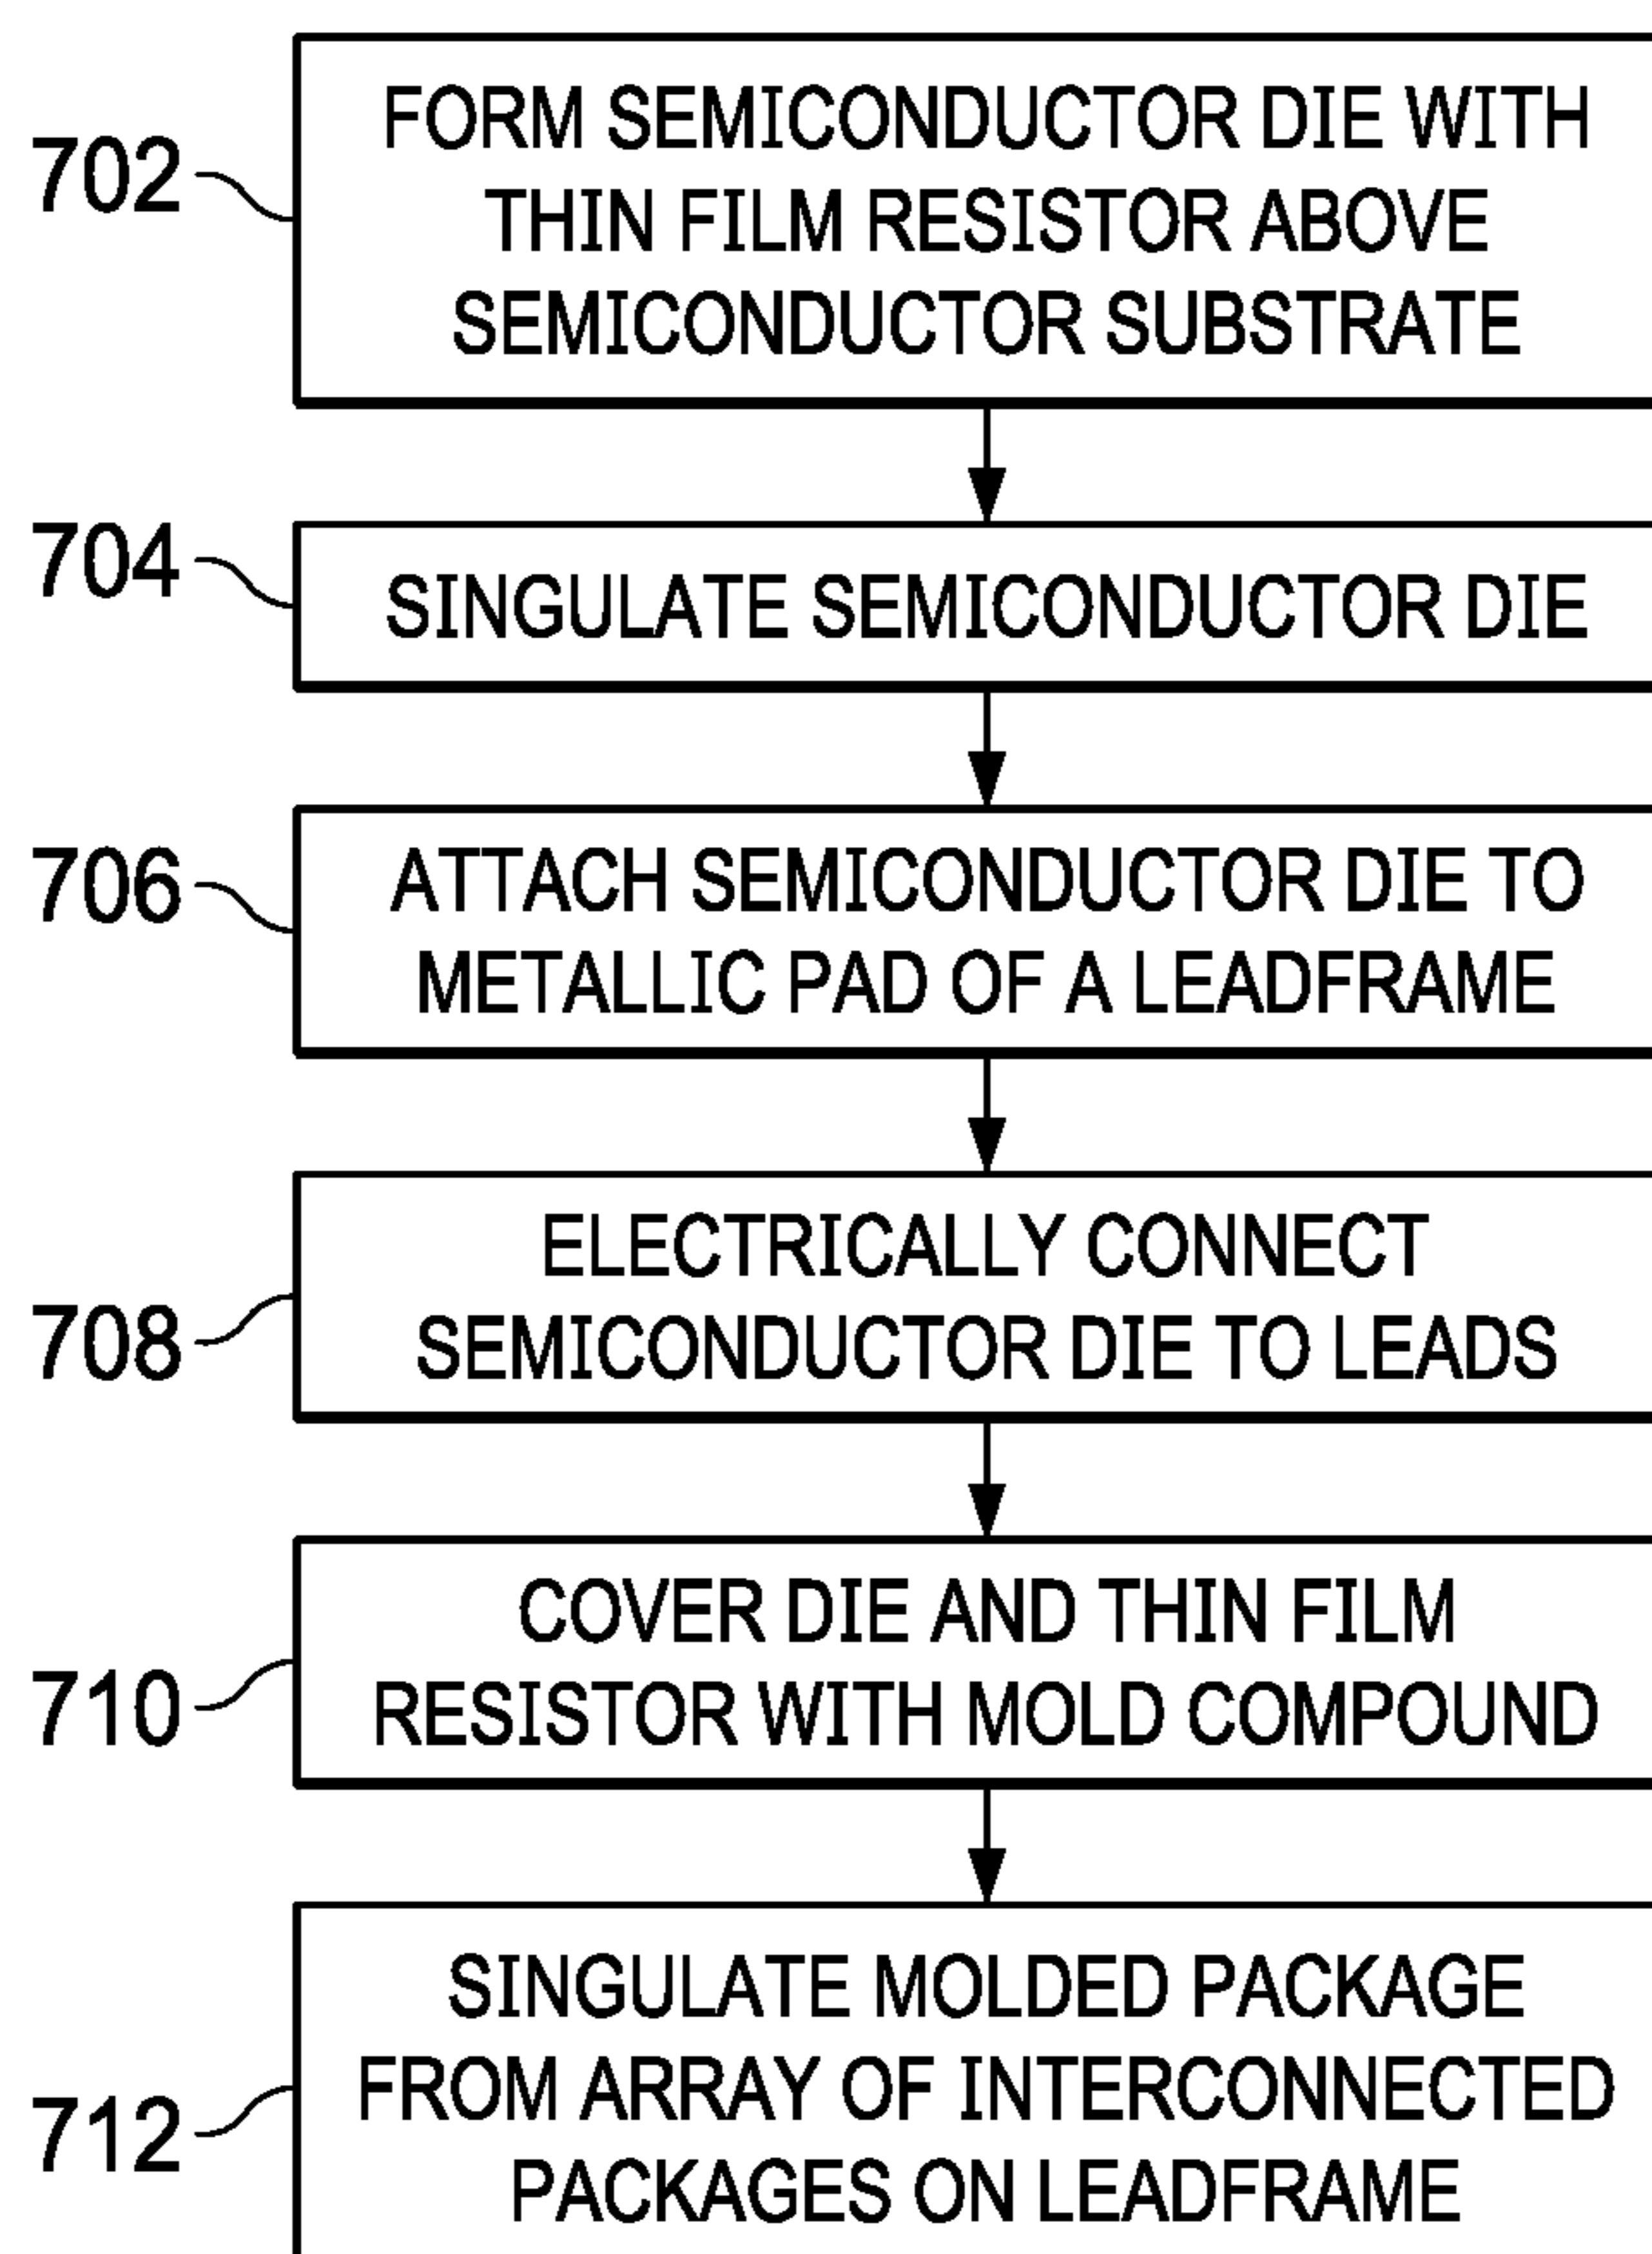 702
FORM SEMICONDUCTOR DIE WITH
THIN FILM RESISTOR ABOVE
SEMICONDUCTOR SUBSTRATE
704
SINGULATE SEMICONDUCTOR DIE
706
ATTACH SEMICONDUCTOR DIE TO
METALLIC PAD OF A LEADFRAME
708
ELECTRICALLY CONNECT
SEMICONDUCTOR DIE TO LEADS
710
COVER DIE AND THIN FILM
RESISTOR WITH MOLD COMPOUND
712
SINGULATE MOLDED PACKAGE
FROM ARRAY OF INTERCONNECTED
PACKAGES ON LEADFRAME